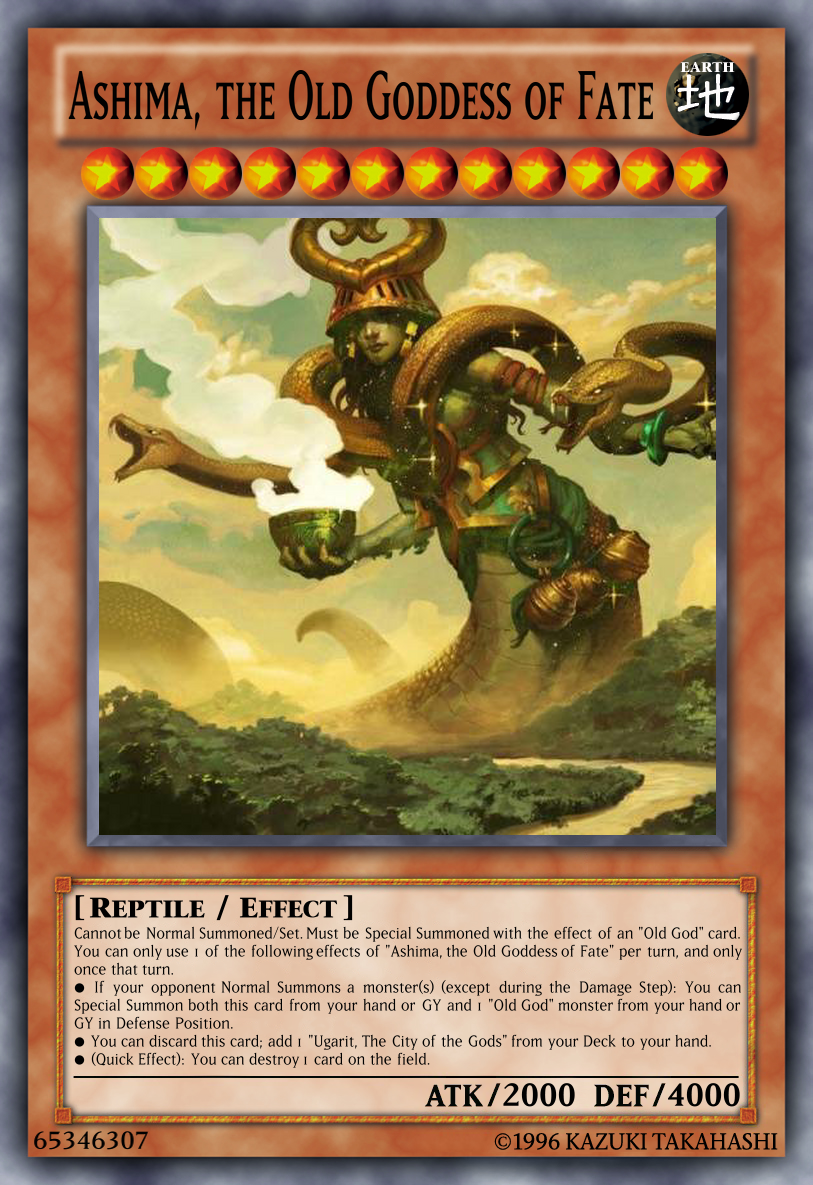 ASHIMA, THE OLD GODDESS OF FATE
EARTH
地
[ REPTILE / EFFECT ]
Cannot be Normal Summoned/Set. Must be Special Summoned with the effect of an "Old God" card.
You can only use 1 of the following effects of "Ashima, the Old Goddess of Fate" per turn, and only
once that turn.
● If your opponent Normal Summons a monster(s) (except during the Damage Step): You can
Special Summon both this card from your hand or GY and 1 "Old God" monster from your hand or
GY in Defense Position.
● You can discard this card; add 1 "Ugarit, The City of the Gods" from your Deck to your hand.
● (Quick Effect): You can destroy 1 card on the field.
ATK/2000 DEF/4000
65346307
©1996 KAZUKI TAKAHASHI